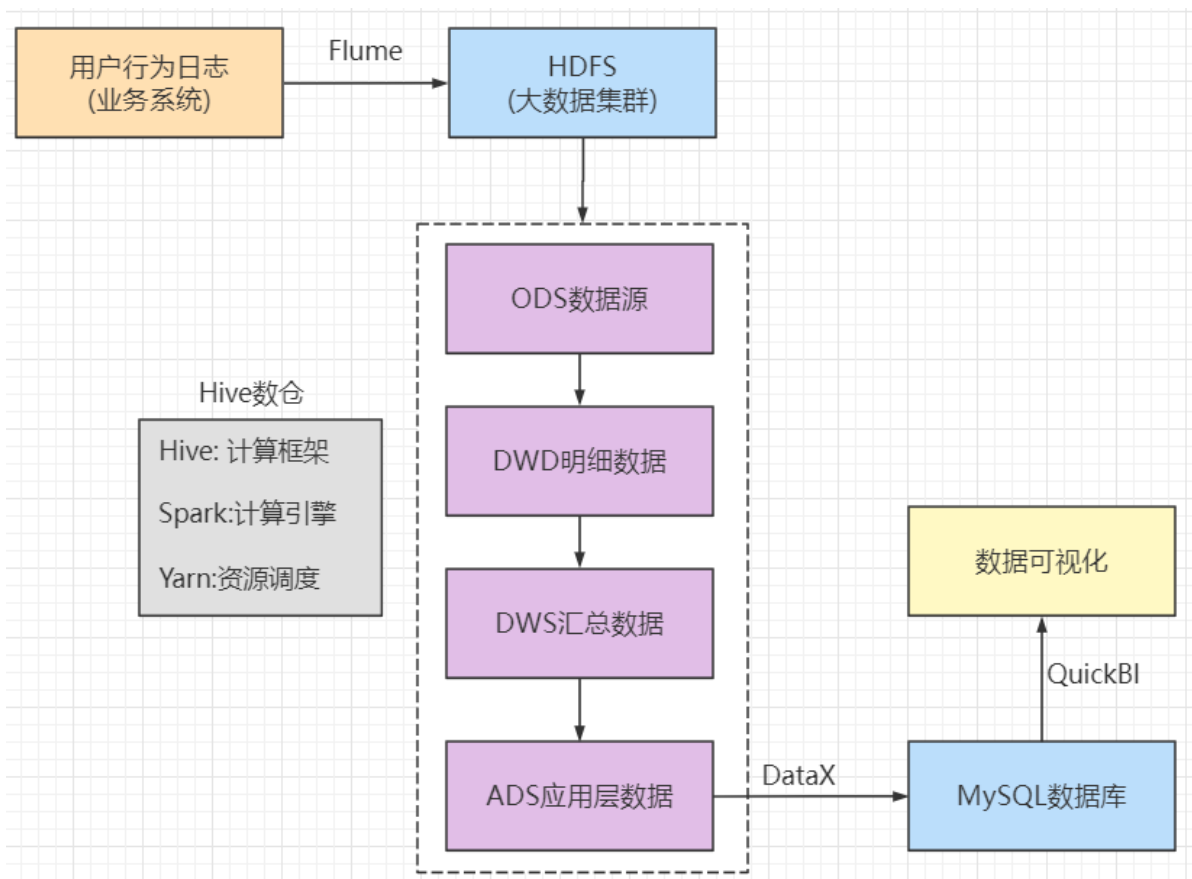 用户行为日志
(业务系统)
Flume
HDFS
(大数据集群)
ODS数据源
Hive数仓
Hive: 计算框架
Spark:计算引擎
Yarn:资源调度
DWD明细数据
DWS汇总数据
ADS应用层数据
DataX
MySQL数据库
QuickBI
数据可视化